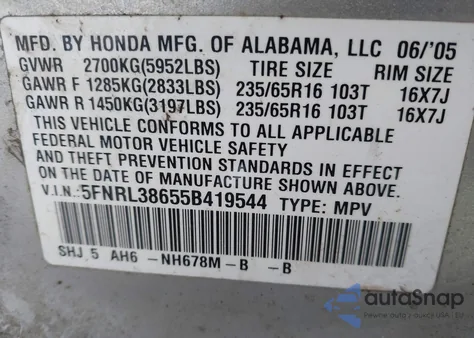 MFD. BY HONDA MFG. OF ALABAMA, LLC 06/'05
GVWR 2700KG(5952LBS) TIRE SIZE RIM SIZE
GAWR F 1285KG(2833LBS) 235/65R16 103T 16X7J
GAWR R 1450KG(3197LBS) 235/65R16 103T 16X7J
THIS VEHICLE CONFORMS TO ALL APPLICABLE
FEDERAL MOTOR VEHICLE SAFETY
AND THEFT PREVENTION STANDARDS IN EFFECT
ON THE DATE OF MANUFACTURE SHOWN ABOVE.
V.I.N.:5FNRL38655B419544 TYPE: MPV
SHJ 5 AH6 -NH678M-B -B
autoSnap